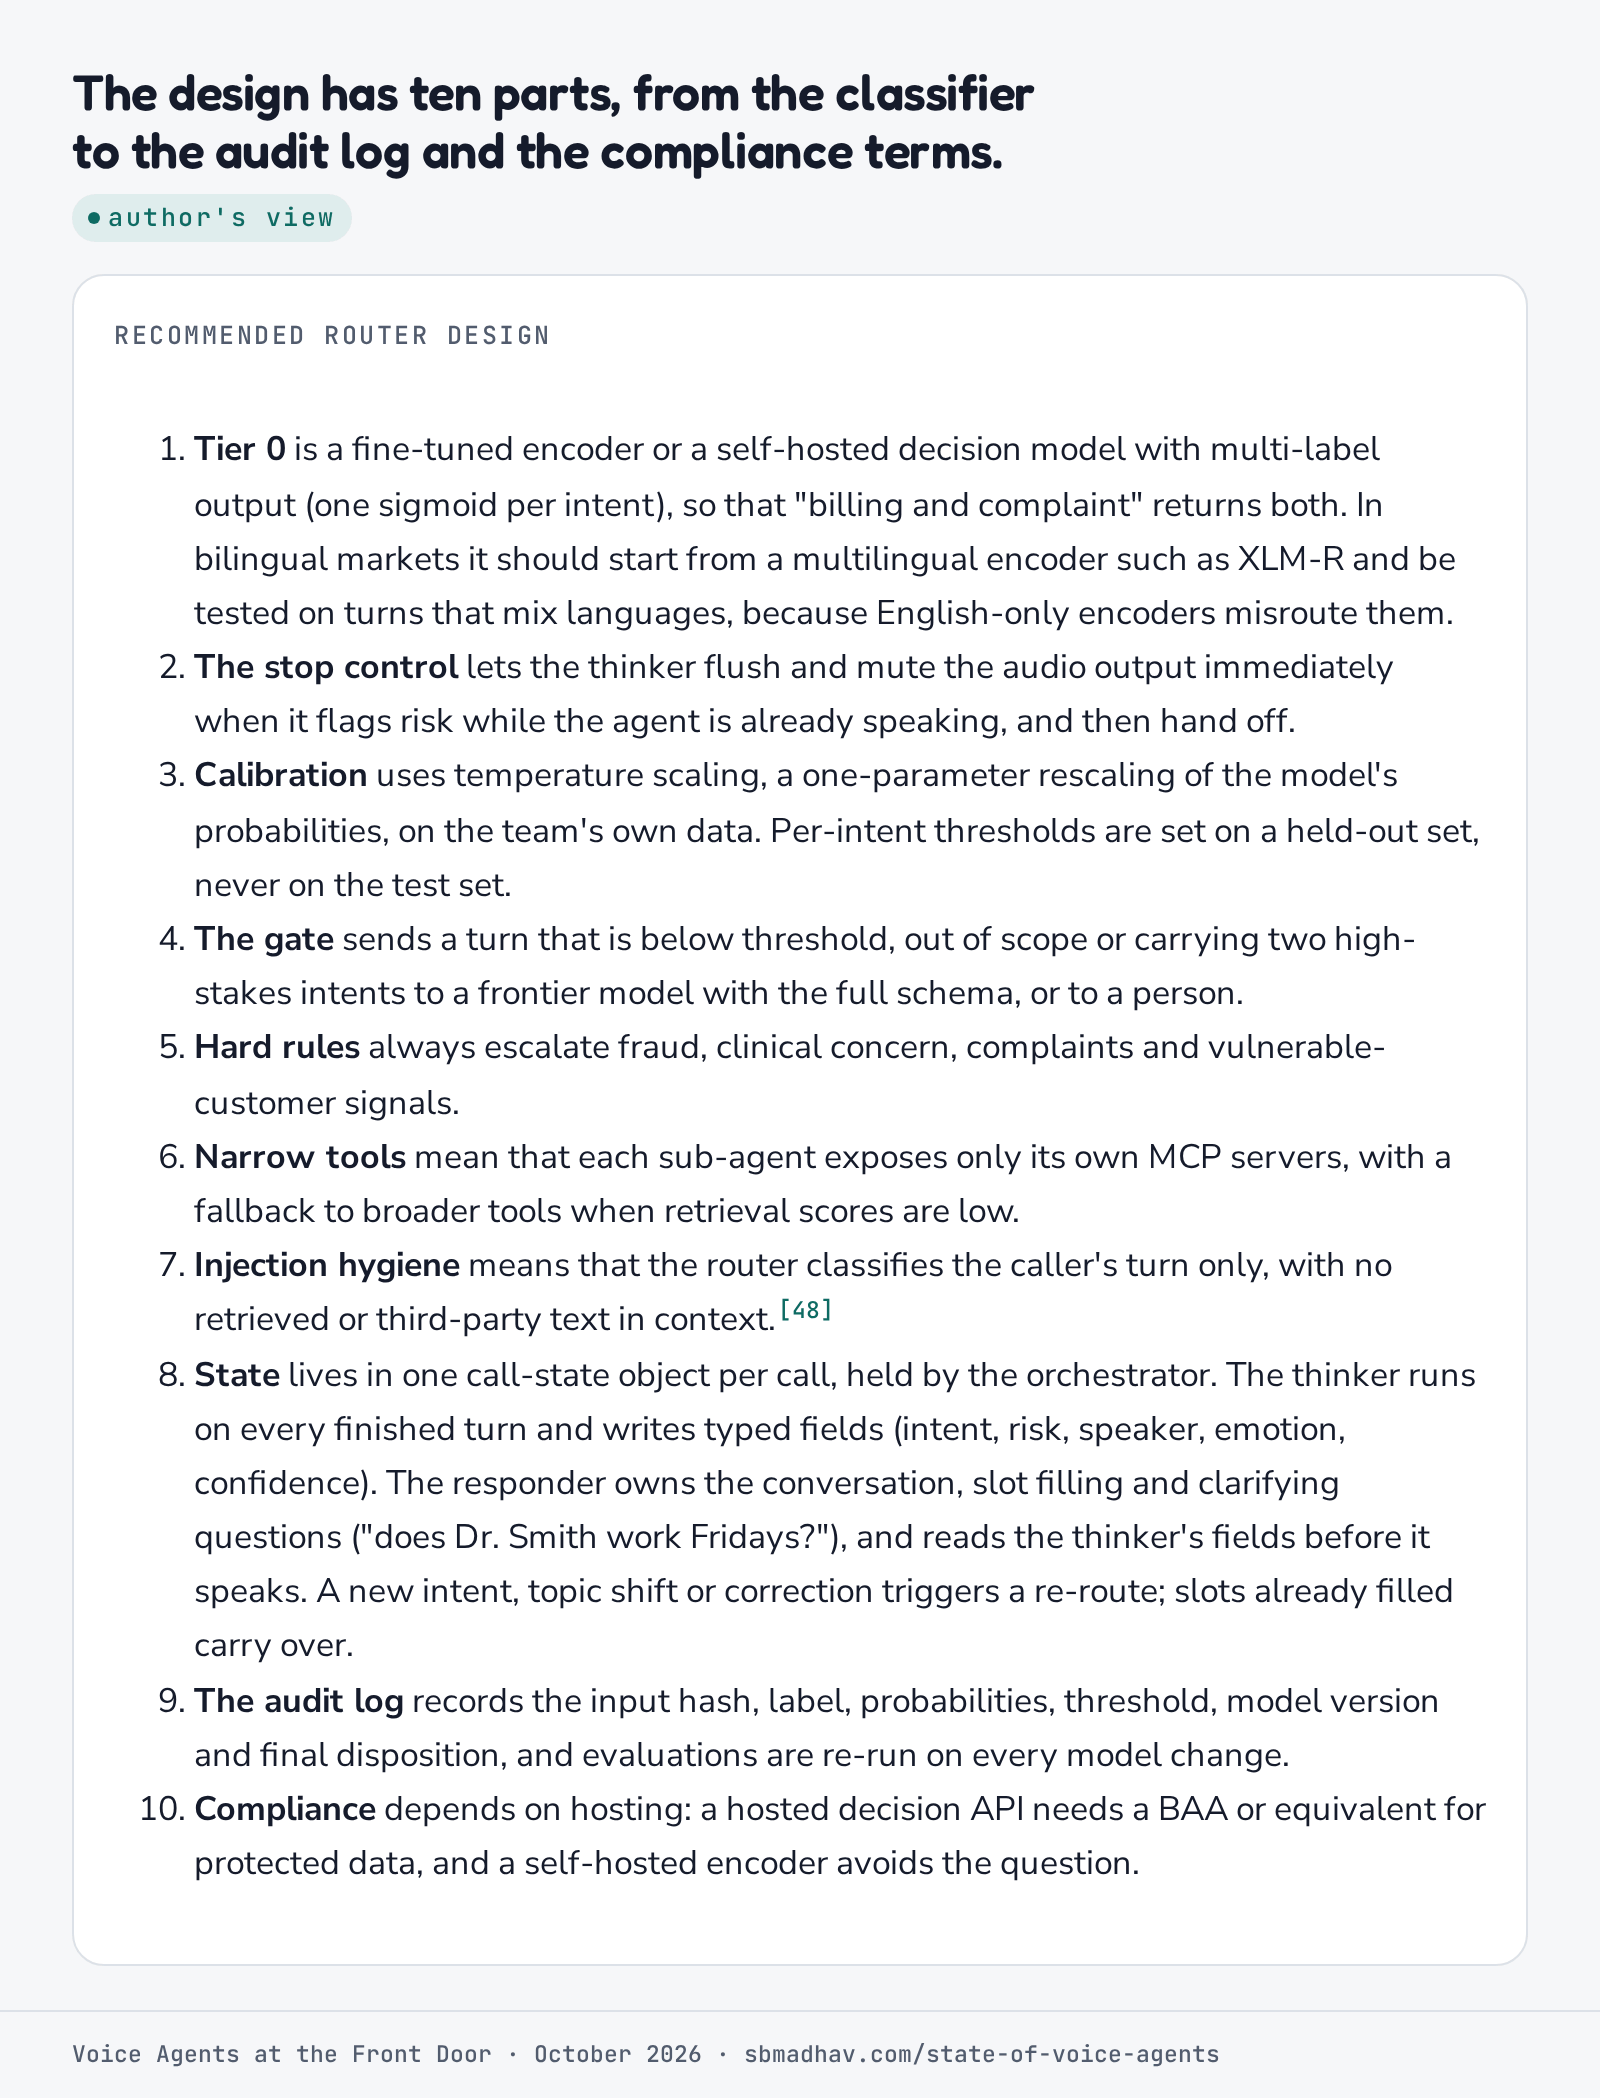 The design has ten parts, from the classifier
to the audit log and the compliance terms.
author's view
RECOMMENDED ROUTER DESIGN
1. Tier 0 is a fine-tuned encoder or a self-hosted decision model with multi-label
output (one sigmoid per intent), so that "billing and complaint" returns both. In
bilingual markets it should start from a multilingual encoder such as XLM-R and be
tested on turns that mix languages, because English-only encoders misroute them.
2. The stop control lets the thinker flush and mute the audio output immediately
when it flags risk while the agent is already speaking, and then hand off.
3. Calibration uses temperature scaling, a one-parameter rescaling of the model's
probabilities, on the team's own data. Per-intent thresholds are set on a held-out set,
never on the test set.
4. The gate sends a turn that is below threshold, out of scope or carrying two high-
stakes intents to a frontier model with the full schema, or to a person.
5. Hard rules always escalate fraud, clinical concern, complaints and vulnerable-
customer signals.
6. Narrow tools mean that each sub-agent exposes only its own MCP servers, with a
fallback to broader tools when retrieval scores are low.
7. Injection hygiene means that the router classifies the caller's turn only, with no
retrieved or third-party text in context.[48]
8. State lives in one call-state object per call, held by the orchestrator. The thinker runs
on every finished turn and writes typed fields (intent, risk, speaker, emotion,
confidence). The responder owns the conversation, slot filling and clarifying
questions ("does Dr. Smith work Fridays?"), and reads the thinker's fields before it
speaks. A new intent, topic shift or correction triggers a re-route; slots already filled
carry over.
9. The audit log records the input hash, label, probabilities, threshold, model version
and final disposition, and evaluations are re-run on every model change.
10. Compliance depends on hosting: a hosted decision API needs a BAA or equivalent for
protected data, and a self-hosted encoder avoids the question.
Voice Agents at the Front Door · October 2026 · sbmadhav.com/state-of-voice-agents